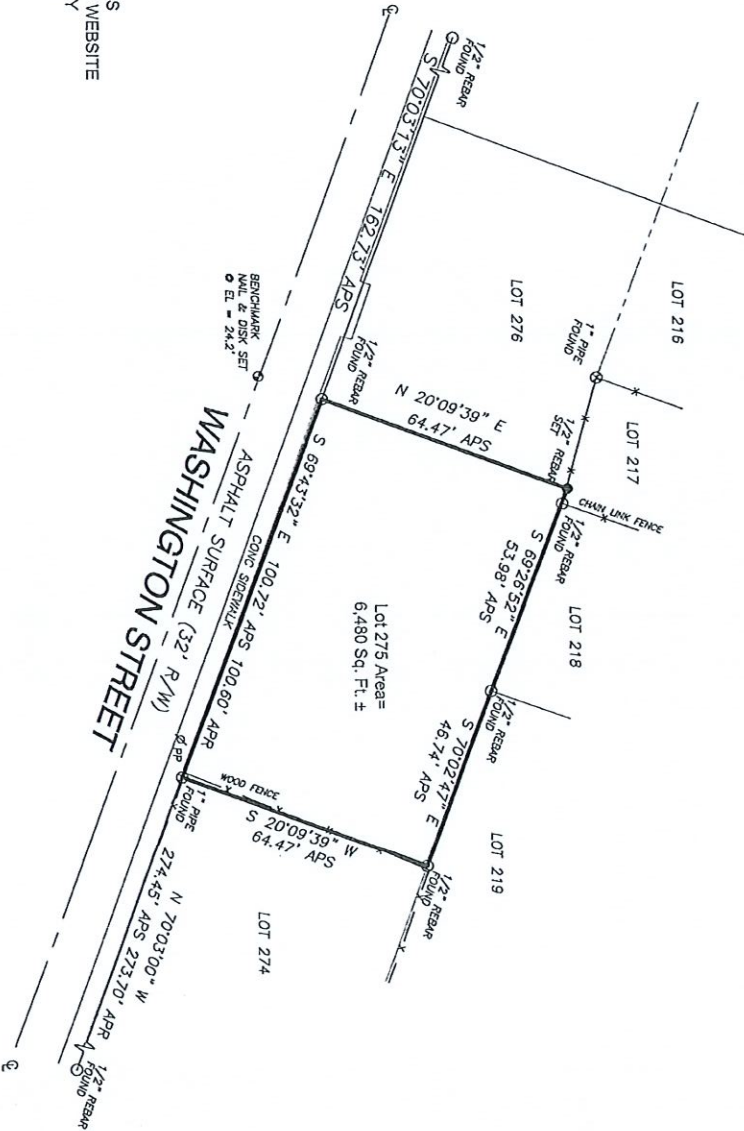 S
WEBSITE
Y
℄
1/2" REBAR
FOUND
S 70°03'13" E 162.73' APS
LOT 216
LOT 276
1" PIPE
FOUND
LOT 217
1/2" REBAR
SET
CHAIN LINK FENCE
1/2" REBAR
FOUND
1/2" REBAR
FOUND
N 20°09'39" E
64.47' APS
S 69°26'52" E
53.98' APS
LOT 218
BENCHMARK
NAIL & DISK SET
EL = 24.2'
S 69°43'32" E 100.72' APS 100.60' APR
CONC SIDEWALK
ASPHALT SURFACE (32' R/W)
WASHINGTON STREET
Lot 275 Area=
6,480 Sq. Ft. ±
1/2" REBAR
FOUND
S 70°02'47" E
46.74' APS
LOT 219
PP
WOOD FENCE
1" PIPE
FOUND
S 20°09'39" W
64.47' APS
1/2" REBAR
FOUND
LOT 274
N 70°03'00" W
274.45' APS 273.70' APR
1/2" REBAR
FOUND
℄